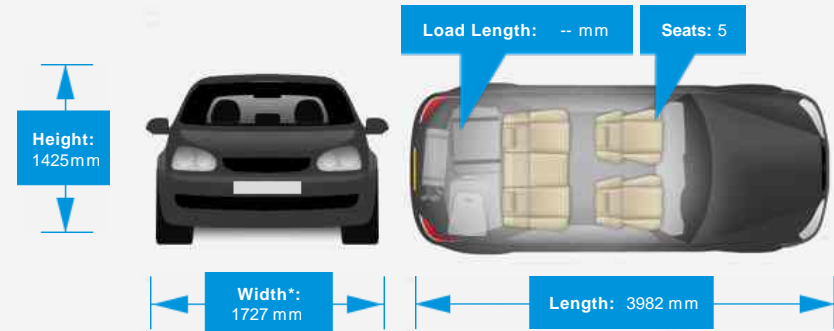 Load Length: -- mm
Seats: 5
Height:
1425mm
Width*:
1727 mm
Length: 3982 mm